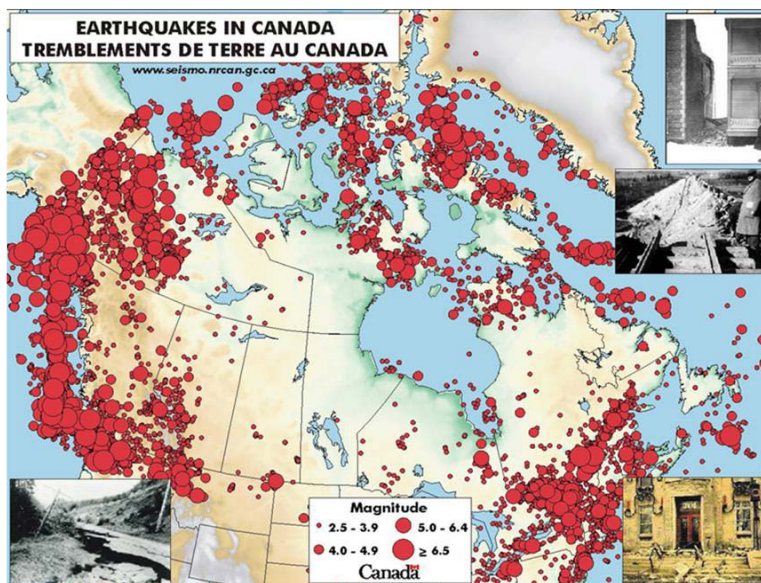 EARTHQUAKES IN CANADA
TREMBLEMENTS DE TERRE AU CANADA
www.seismo.nrcan.gc.ca
Magnitude
2.5 - 3.9
5.0 - 6.4
4.0 - 4.9
≥ 6.5
Canada